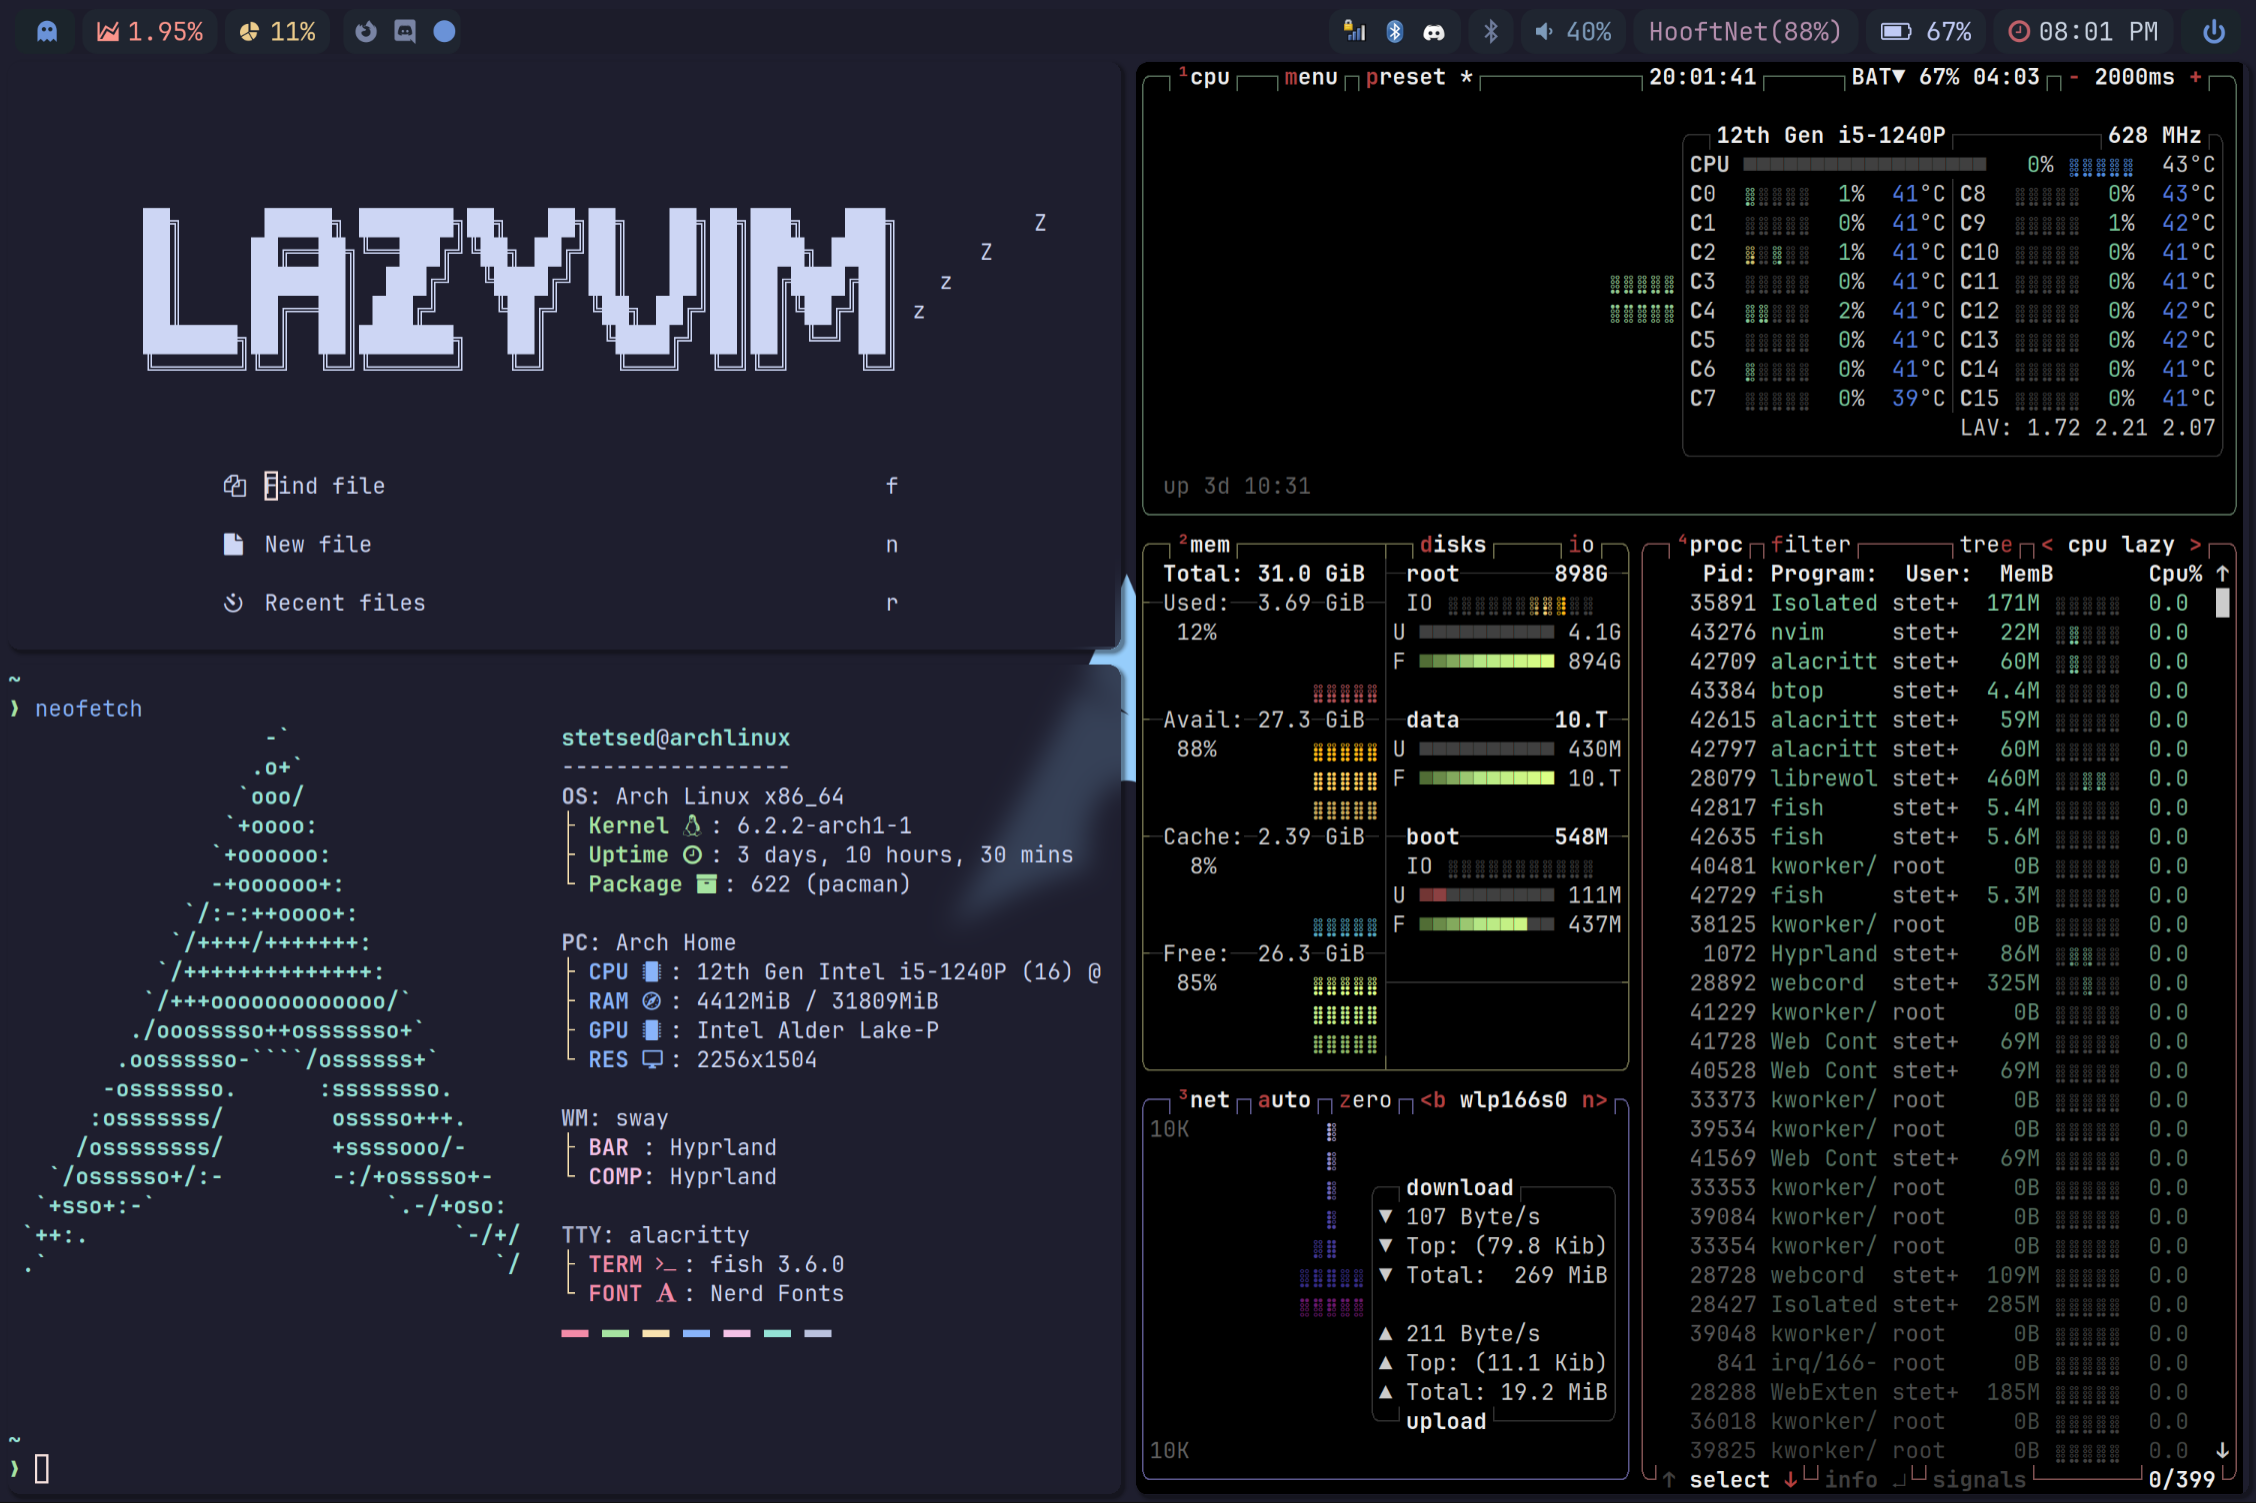 1.95% 11% 40% HooftNet(88%) 67% 08:01 PM
LAZYVIM
Z
Z
z
z
Find file f
New file n
Recent files r
~
❯ neofetch
-`
.o+`
`ooo/
`+oooo:
`+oooooo:
-+oooooo+:
`/:-:++oooo+:
`/++++/+++++++:
`/++++++++++++++:
`/+++ooooooooooooo/`
./ooosssso++osssssso+`
.oossssso-````/ossssss+`
-osssssso. :ssssssso.
:osssssss/ osssso+++.
/ossssssss/ +ssssooo/-
`/ossssso+/:- -:/+osssso+-
`+sso+:-` `.-/+oso:
`++:. `-/+/
.` `/
stetsed@archlinux
-----------------
OS: Arch Linux x86_64
├ Kernel : 6.2.2-arch1-1
├ Uptime : 3 days, 10 hours, 30 mins
└ Package : 622 (pacman)
PC: Arch Home
├ CPU : 12th Gen Intel i5-1240P (16) @
├ RAM : 4412MiB / 31809MiB
├ GPU : Intel Alder Lake-P
└ RES : 2256x1504
WM: sway
├ BAR : Hyprland
└ COMP: Hyprland
TTY: alacritty
├ TERM : fish 3.6.0
└ FONT : Nerd Fonts
~
❯
1cpu menu preset * 20:01:41 BAT▼ 67% 04:03 - 2000ms +
12th Gen i5-1240P 628 MHz
CPU 0% 43°C
C0 1% 41°C C8 0% 43°C
C1 0% 41°C C9 1% 42°C
C2 1% 41°C C10 0% 41°C
C3 0% 41°C C11 0% 41°C
C4 2% 41°C C12 0% 42°C
C5 0% 41°C C13 0% 42°C
C6 0% 41°C C14 0% 41°C
C7 0% 39°C C15 0% 41°C
LAV: 1.72 2.21 2.07
up 3d 10:31
2mem disks io
Total: 31.0 GiB
Used: 3.69 GiB
12%
Avail: 27.3 GiB
88%
Cache: 2.39 GiB
8%
Free: 26.3 GiB
85%
root 898G
IO
U 4.1G
F 894G
data 10.T
U 430M
F 10.T
boot 548M
IO
U 111M
F 437M
3net auto zero <b wlp166s0 n>
10K
download
▼ 107 Byte/s
▼ Top: (79.8 Kib)
▼ Total: 269 MiB
▲ 211 Byte/s
▲ Top: (11.1 Kib)
▲ Total: 19.2 MiB
upload
10K
4proc filter tree < cpu lazy >
Pid: Program: User: MemB Cpu% ↑
35891 Isolated stet+ 171M 0.0
43276 nvim stet+ 22M 0.0
42709 alacritt stet+ 60M 0.0
43384 btop stet+ 4.4M 0.0
42615 alacritt stet+ 59M 0.0
42797 alacritt stet+ 60M 0.0
28079 librewol stet+ 460M 0.0
42817 fish stet+ 5.4M 0.0
42635 fish stet+ 5.6M 0.0
40481 kworker/ root 0B 0.0
42729 fish stet+ 5.3M 0.0
38125 kworker/ root 0B 0.0
1072 Hyprland stet+ 86M 0.0
28892 webcord stet+ 325M 0.0
41229 kworker/ root 0B 0.0
41728 Web Cont stet+ 69M 0.0
40528 Web Cont stet+ 69M 0.0
33373 kworker/ root 0B 0.0
39534 kworker/ root 0B 0.0
41569 Web Cont stet+ 69M 0.0
33353 kworker/ root 0B 0.0
39084 kworker/ root 0B 0.0
33354 kworker/ root 0B 0.0
28728 webcord stet+ 109M 0.0
28427 Isolated stet+ 285M 0.0
39048 kworker/ root 0B 0.0
841 irq/166- root 0B 0.0
28288 WebExten stet+ 185M 0.0
36018 kworker/ root 0B 0.0
39825 kworker/ root 0B 0.0 ↓
↑ select ↓ info ↵ signals 0/399